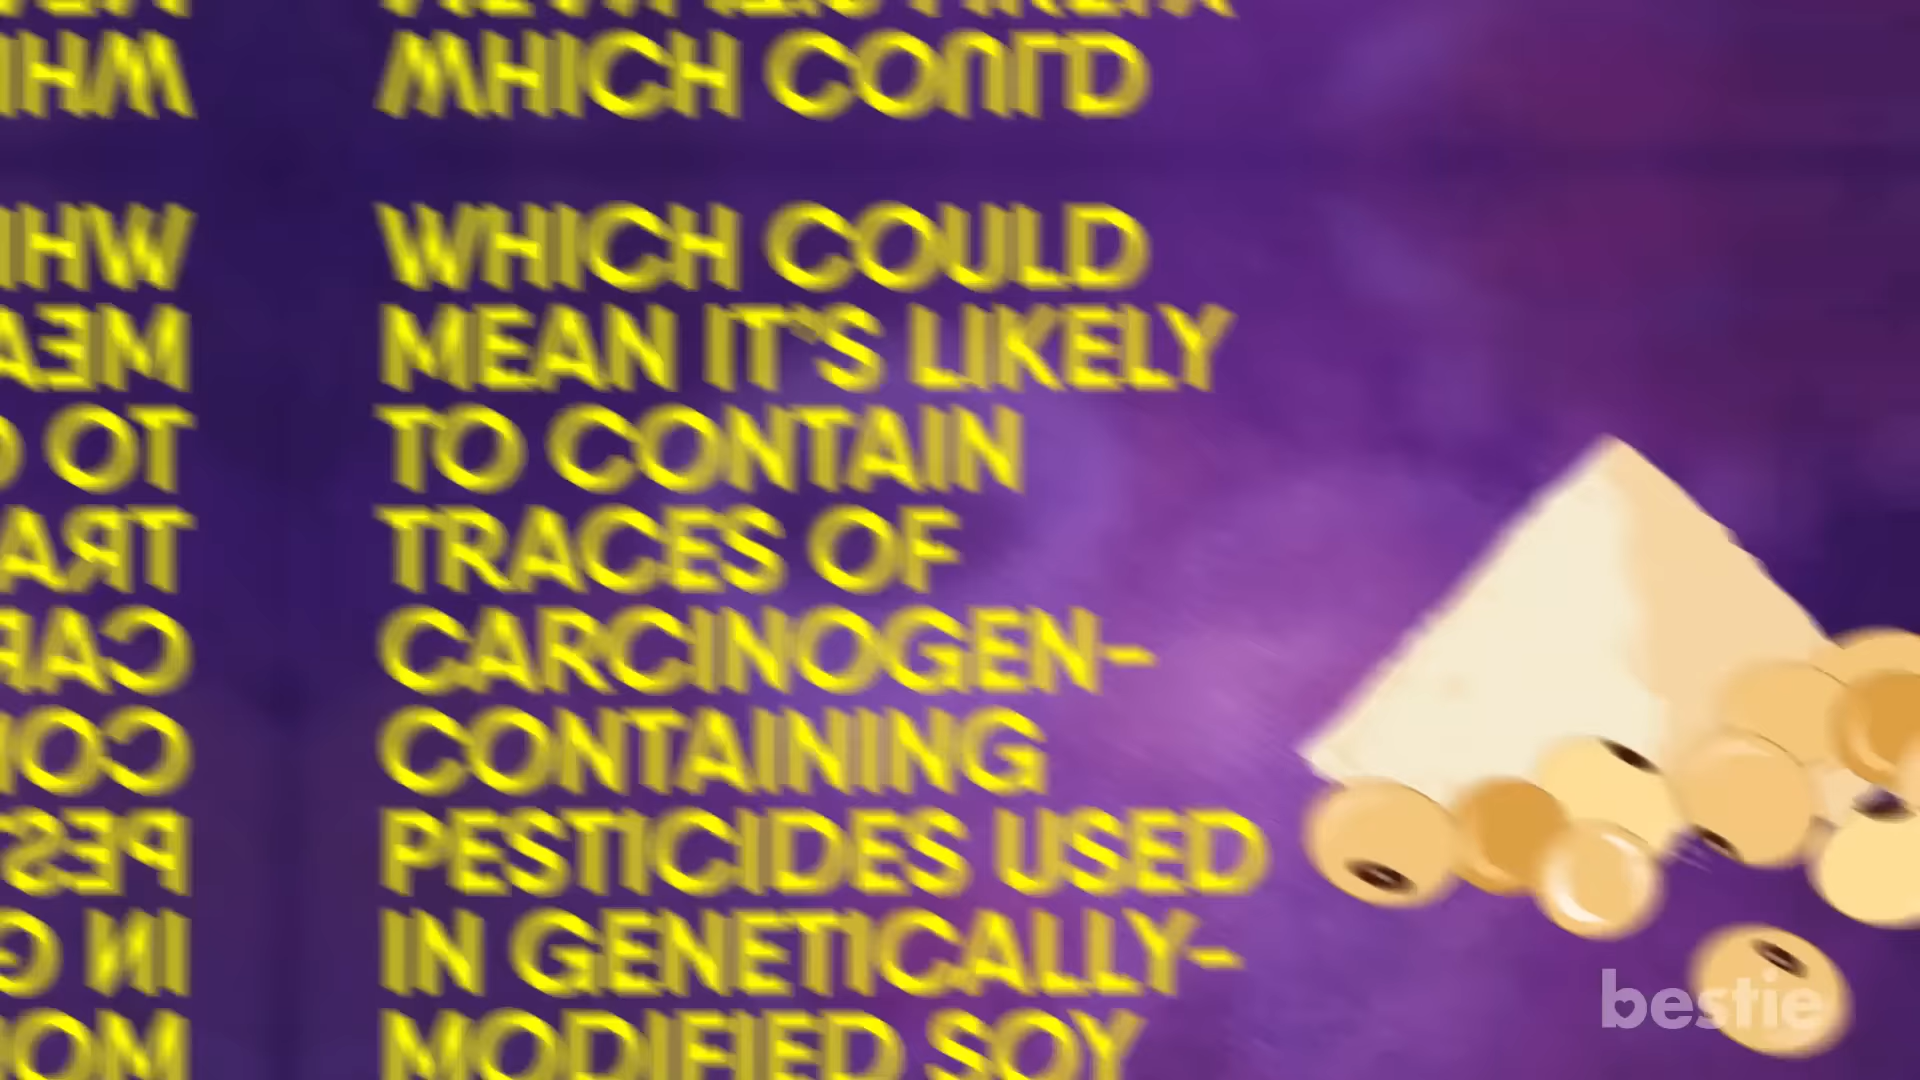 WHICH COULD
WHICH COULD
MEAN IT'S LIKELY
TO CONTAIN
TRACES OF
CARCINOGEN-
CONTAINING
PESTICIDES USED
IN GENETICALLY-
MODIFIED SOY
bestie